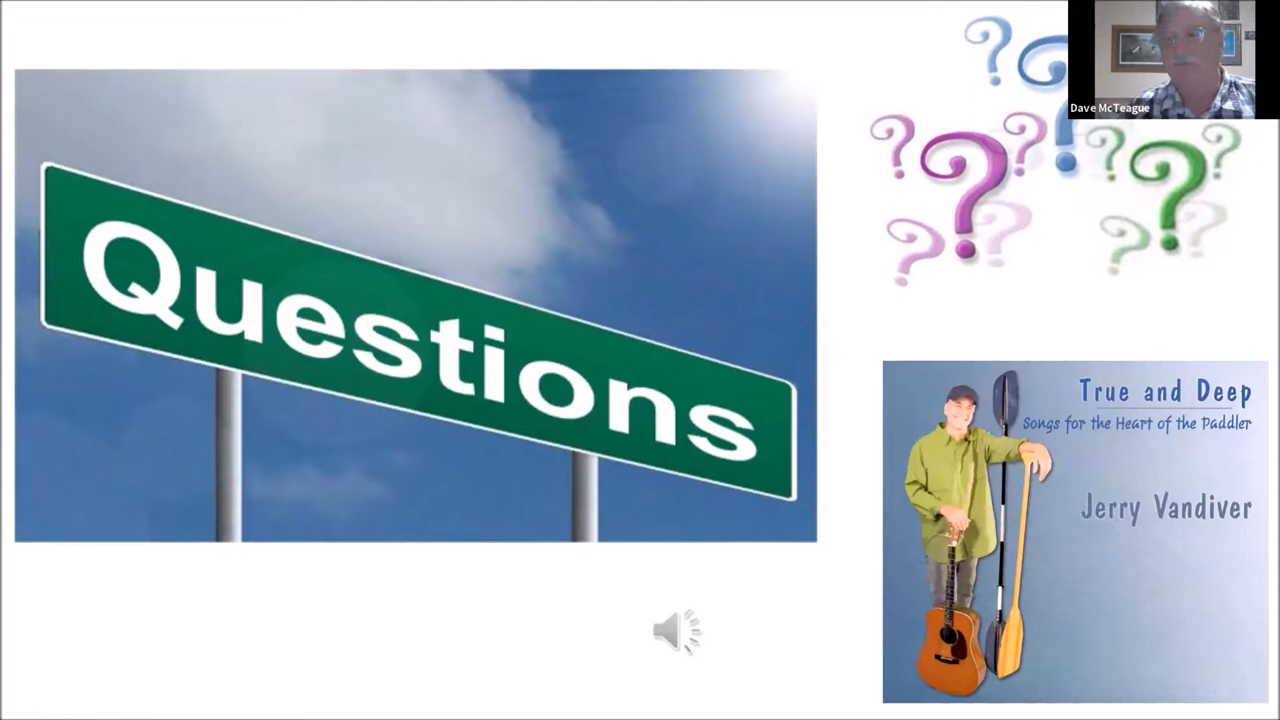 Dave McTeague
Questions
True and Deep
Songs for the Heart of the Paddler
Jerry Vandiver